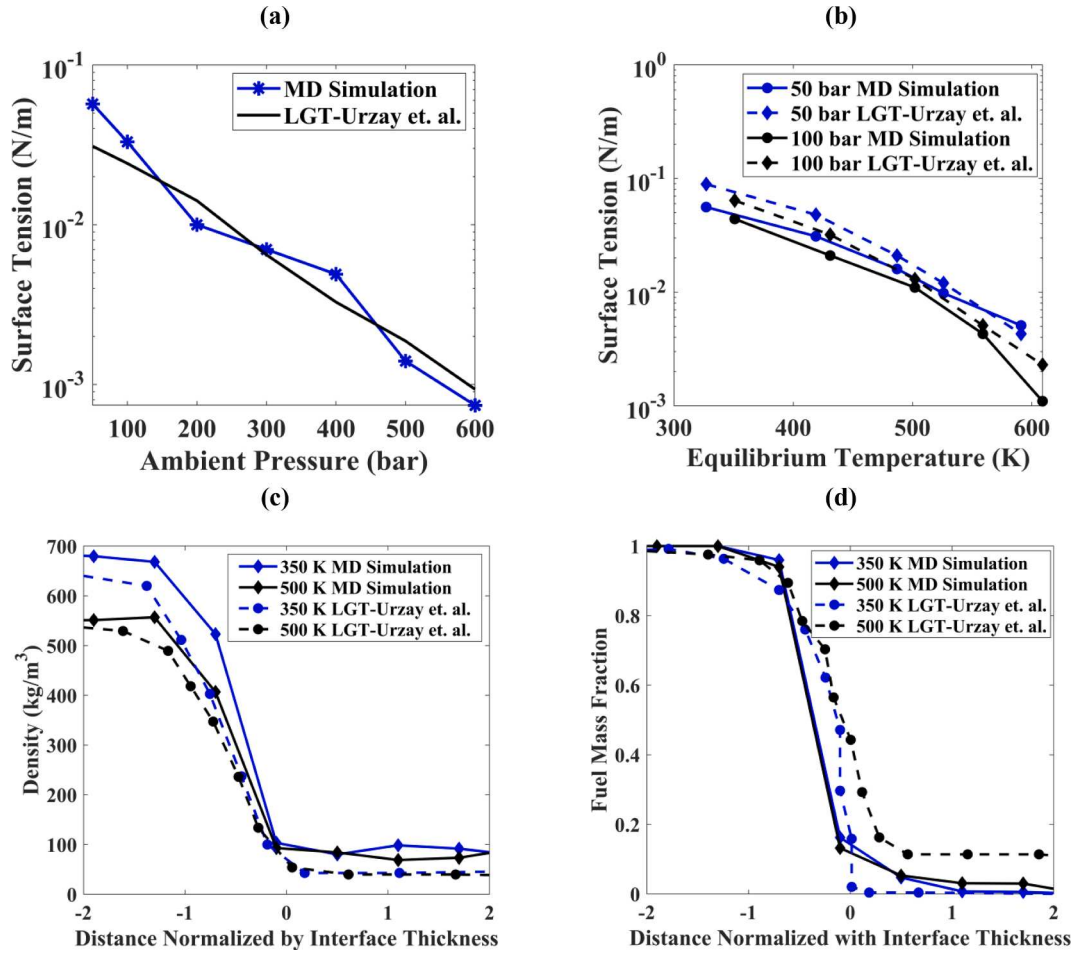 (a)
10^-1
10^-2
10^-3
Surface Tension (N/m)
MD Simulation
LGT-Urzay et. al.
100 200 300 400 500 600
Ambient Pressure (bar)
(b)
10^0
10^-1
10^-2
10^-3
Surface Tension (N/m)
50 bar MD Simulation
50 bar LGT-Urzay et. al.
100 bar MD Simulation
100 bar LGT-Urzay et. al.
300 400 500 600
Equilibrium Temperature (K)
(c)
700
600
500
400
300
200
100
0
Density (kg/m^3)
350 K MD Simulation
500 K MD Simulation
350 K LGT-Urzay et. al.
500 K LGT-Urzay et. al.
-2 -1 0 1 2
Distance Normalized by Interface Thickness
(d)
1
0.8
0.6
0.4
0.2
0
Fuel Mass Fraction
350 K MD Simulation
500 K MD Simulation
350 K LGT-Urzay et. al.
500 K LGT-Urzay et. al.
-2 -1 0 1 2
Distance Normalized with Interface Thickness